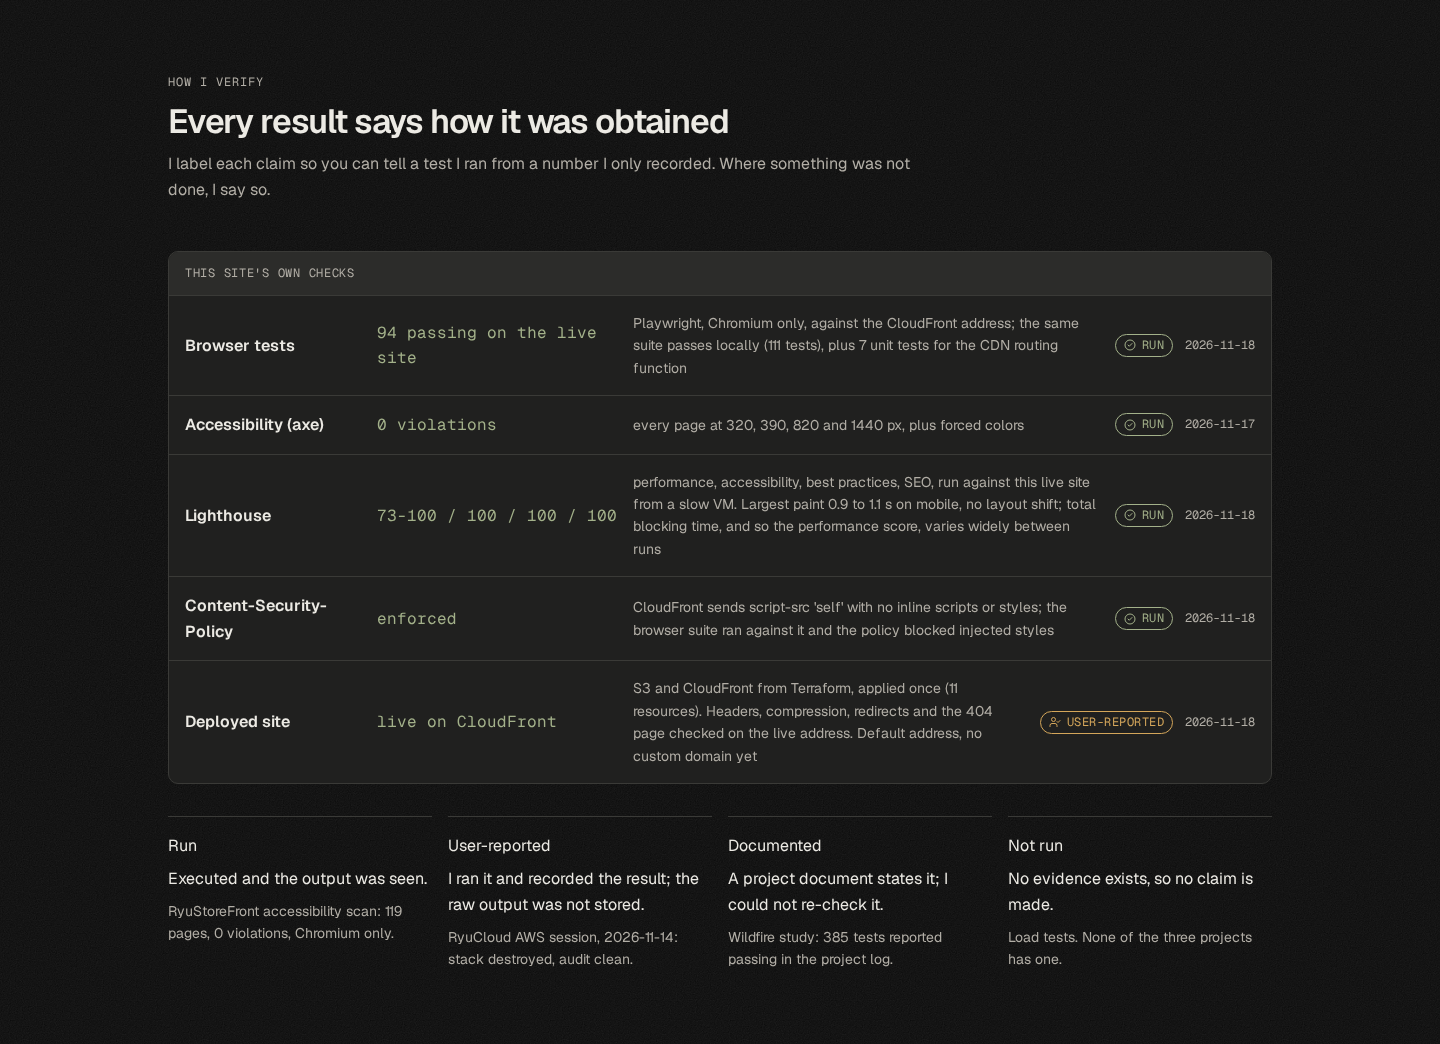 HOW I VERIFY
Every result says how it was obtained
I label each claim so you can tell a test I ran from a number I only recorded. Where something was not
done, I say so.
THIS SITE'S OWN CHECKS
Browser tests
94 passing on the live
site
Playwright, Chromium only, against the CloudFront address; the same
suite passes locally (111 tests), plus 7 unit tests for the CDN routing
function
RUN
2026-11-18
Accessibility (axe)
0 violations
every page at 320, 390, 820 and 1440 px, plus forced colors
RUN
2026-11-17
Lighthouse
73-100 / 100 / 100 / 100
performance, accessibility, best practices, SEO, run against this live site
from a slow VM. Largest paint 0.9 to 1.1 s on mobile, no layout shift; total
blocking time, and so the performance score, varies widely between
runs
RUN
2026-11-18
Content-Security-
Policy
enforced
CloudFront sends script-src 'self' with no inline scripts or styles; the
browser suite ran against it and the policy blocked injected styles
RUN
2026-11-18
Deployed site
live on CloudFront
S3 and CloudFront from Terraform, applied once (11
resources). Headers, compression, redirects and the 404
page checked on the live address. Default address, no
custom domain yet
USER-REPORTED
2026-11-18
Run
Executed and the output was seen.
RyuStoreFront accessibility scan: 119
pages, 0 violations, Chromium only.
User-reported
I ran it and recorded the result; the
raw output was not stored.
RyuCloud AWS session, 2026-11-14:
stack destroyed, audit clean.
Documented
A project document states it; I
could not re-check it.
Wildfire study: 385 tests reported
passing in the project log.
Not run
No evidence exists, so no claim is
made.
Load tests. None of the three projects
has one.